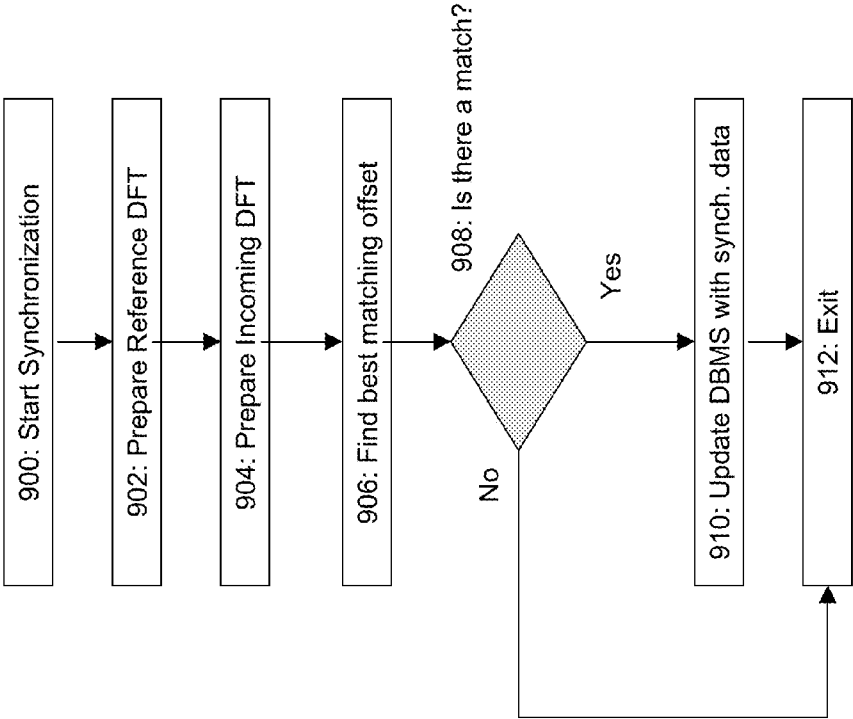 900: Start Synchronization
902: Prepare Reference DFT
904: Prepare Incoming DFT
906: Find best matching offset
908: Is there a match?
No
Yes
910: Update DBMS with synch. data
912: Exit